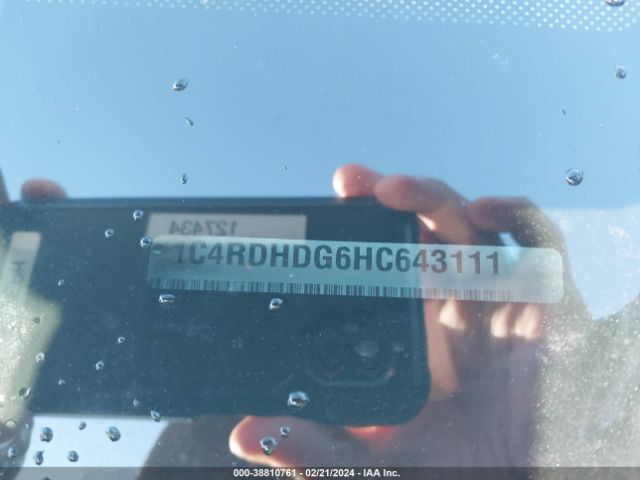 127434
1C4RDHDG6HC643111
000-38810761 - 02/21/2024 - IAA Inc.